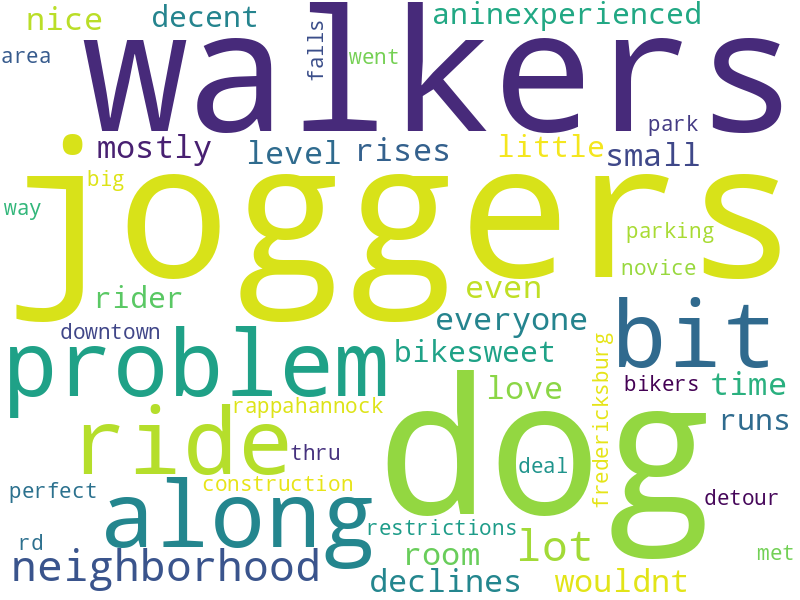 nice decent aninexperienced
area falls went
walkers
park
mostly level rises little small
joggers
big
way
parking
novice
rider even
downtown everyone bit
problem bikesweet
bikers time
rappahannock love
ride dog fredericksburg runs
thru
perfect construction deal
along detour
rd restrictions
neighborhood room lot met
declines wouldnt